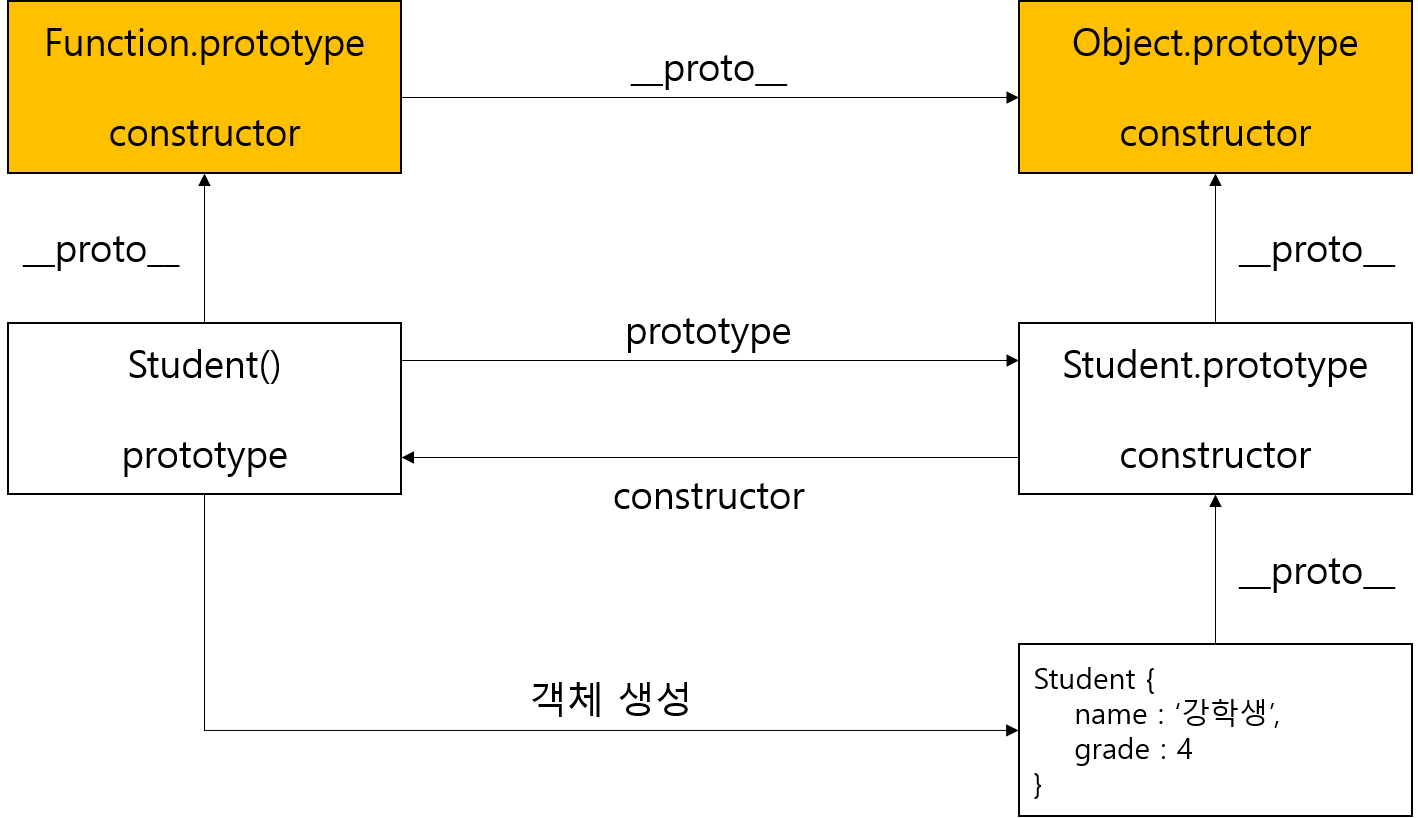 Function.prototype
constructor
__proto__
Object.prototype
constructor
__proto__
__proto__
Student()
prototype
prototype
constructor
Student.prototype
constructor
__proto__
객체 생성
Student {
name : ‘강학생’,
grade : 4
}